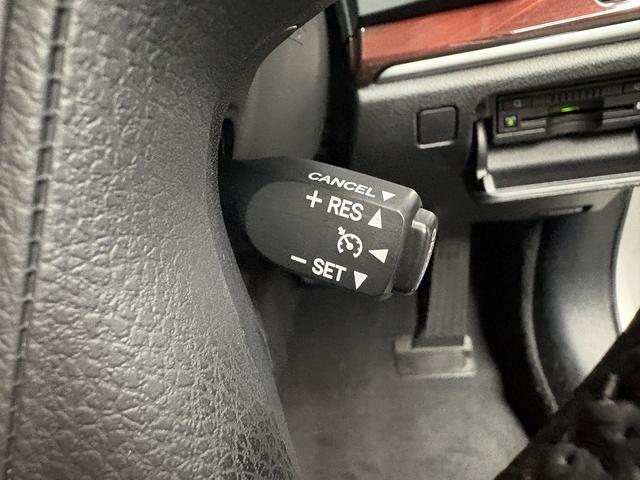 CANCEL ▼
+ RES ▲
◀
− SET ▼